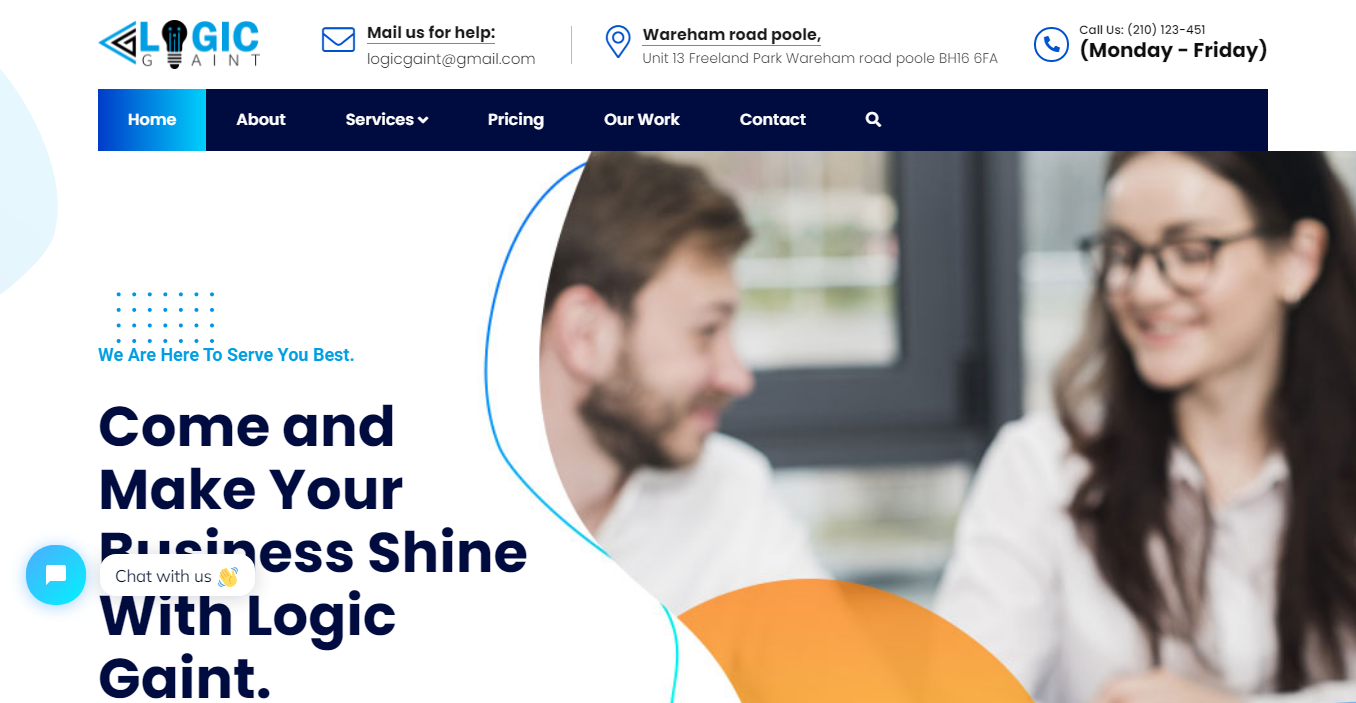 LOGIC
GAINT
Mail us for help:
logicgaint@gmail.com
Wareham road poole,
Unit 13 Freeland Park Wareham road poole BH16 6FA
Call Us: (210) 123-451
(Monday - Friday)
Home About Services Pricing Our Work Contact
We Are Here To Serve You Best.
Come and
Make Your
Business Shine
With Logic
Gaint.
Chat with us 👋